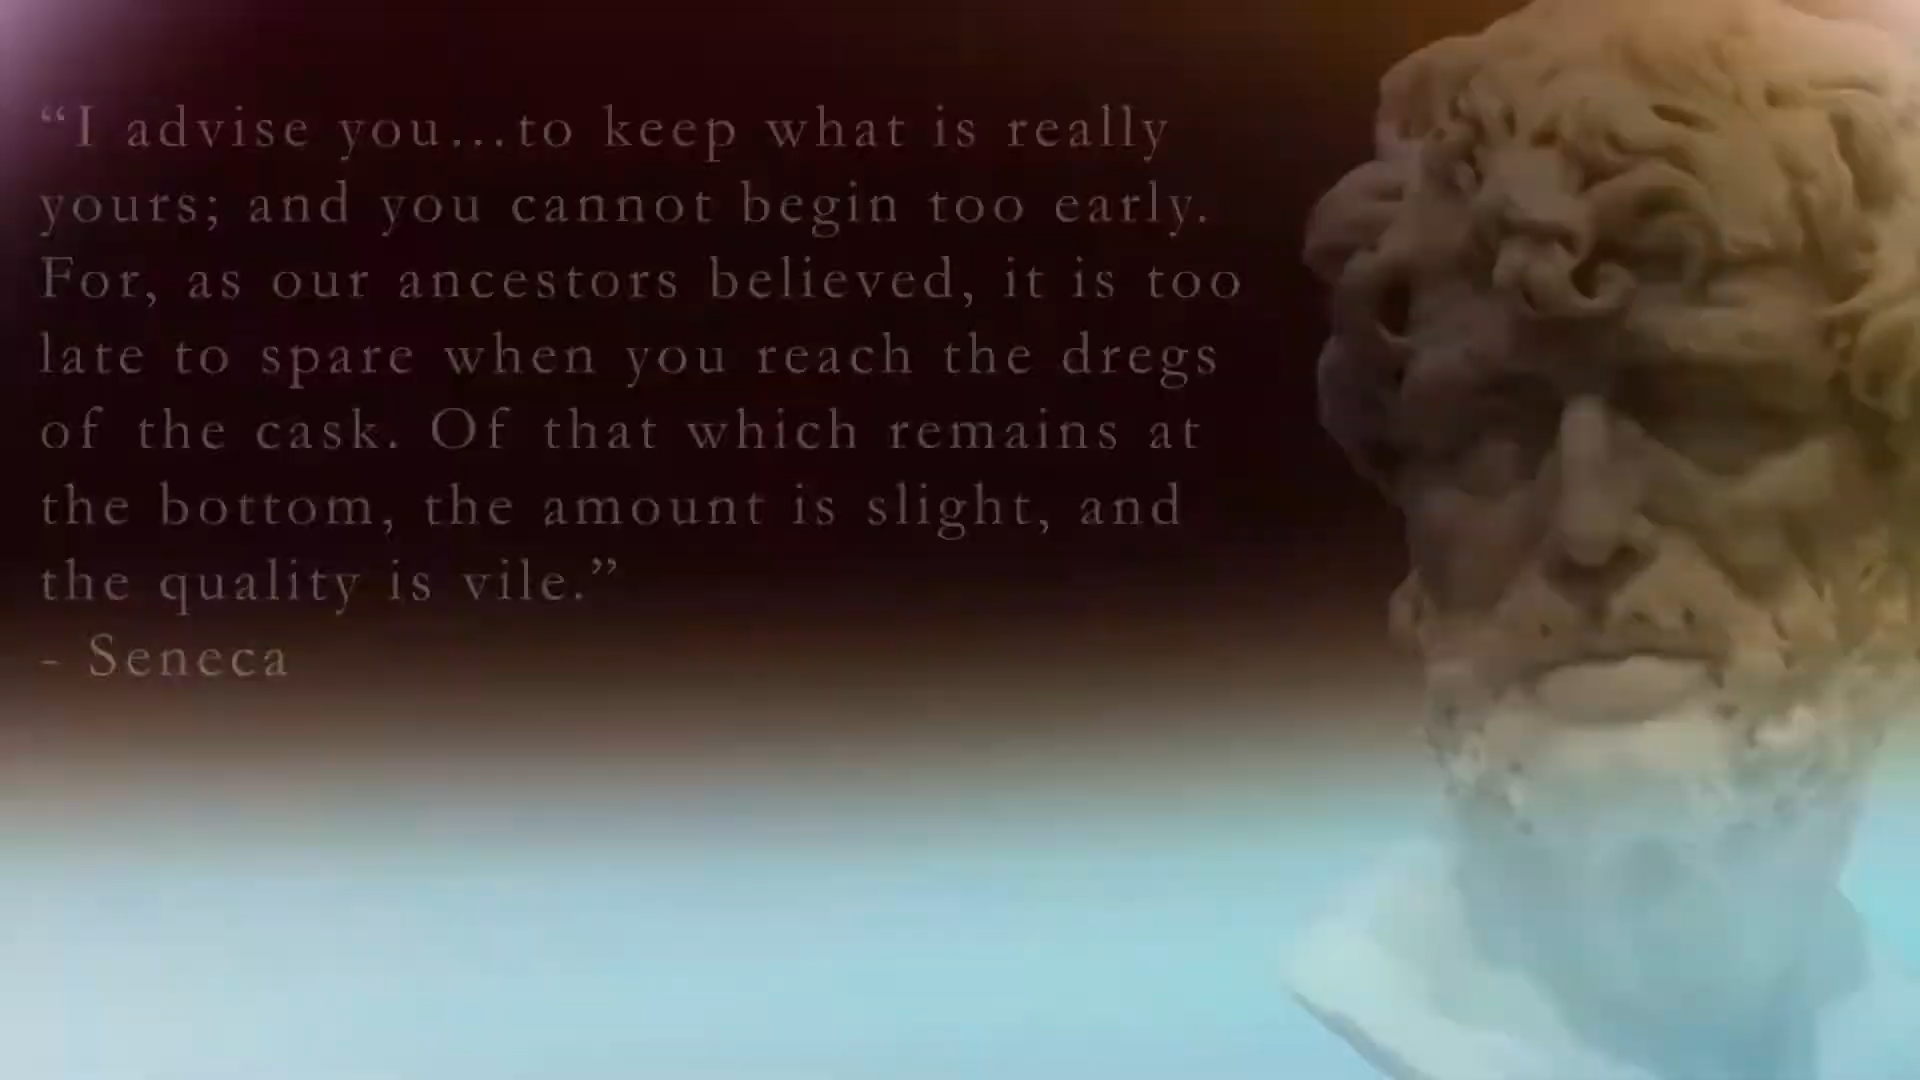 “I advise you...to keep what is really
yours; and you cannot begin too early.
For, as our ancestors believed, it is too
late to spare when you reach the dregs
of the cask. Of that which remains at
the bottom, the amount is slight, and
the quality is vile.”
- Seneca